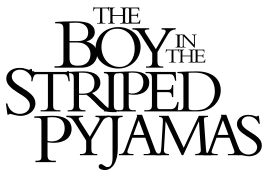 THE
BOY IN THE
STRIPED
PYJAMAS